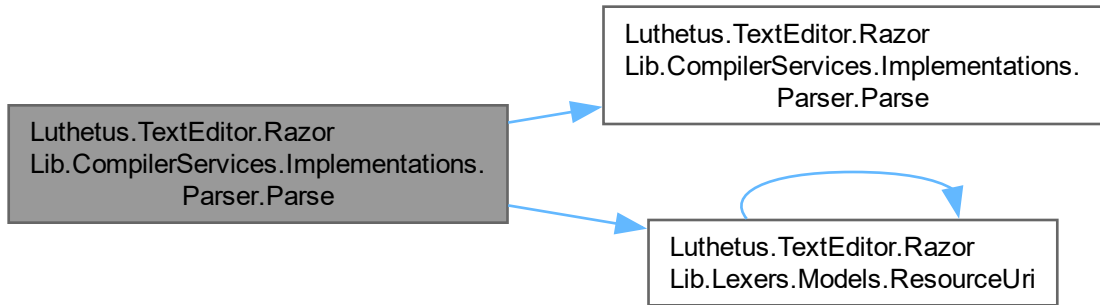 Luthetus.TextEditor.Razor
Lib.CompilerServices.Implementations.
Parser.Parse
Luthetus.TextEditor.Razor
Lib.CompilerServices.Implementations.
Parser.Parse
Luthetus.TextEditor.Razor
Lib.Lexers.Models.ResourceUri